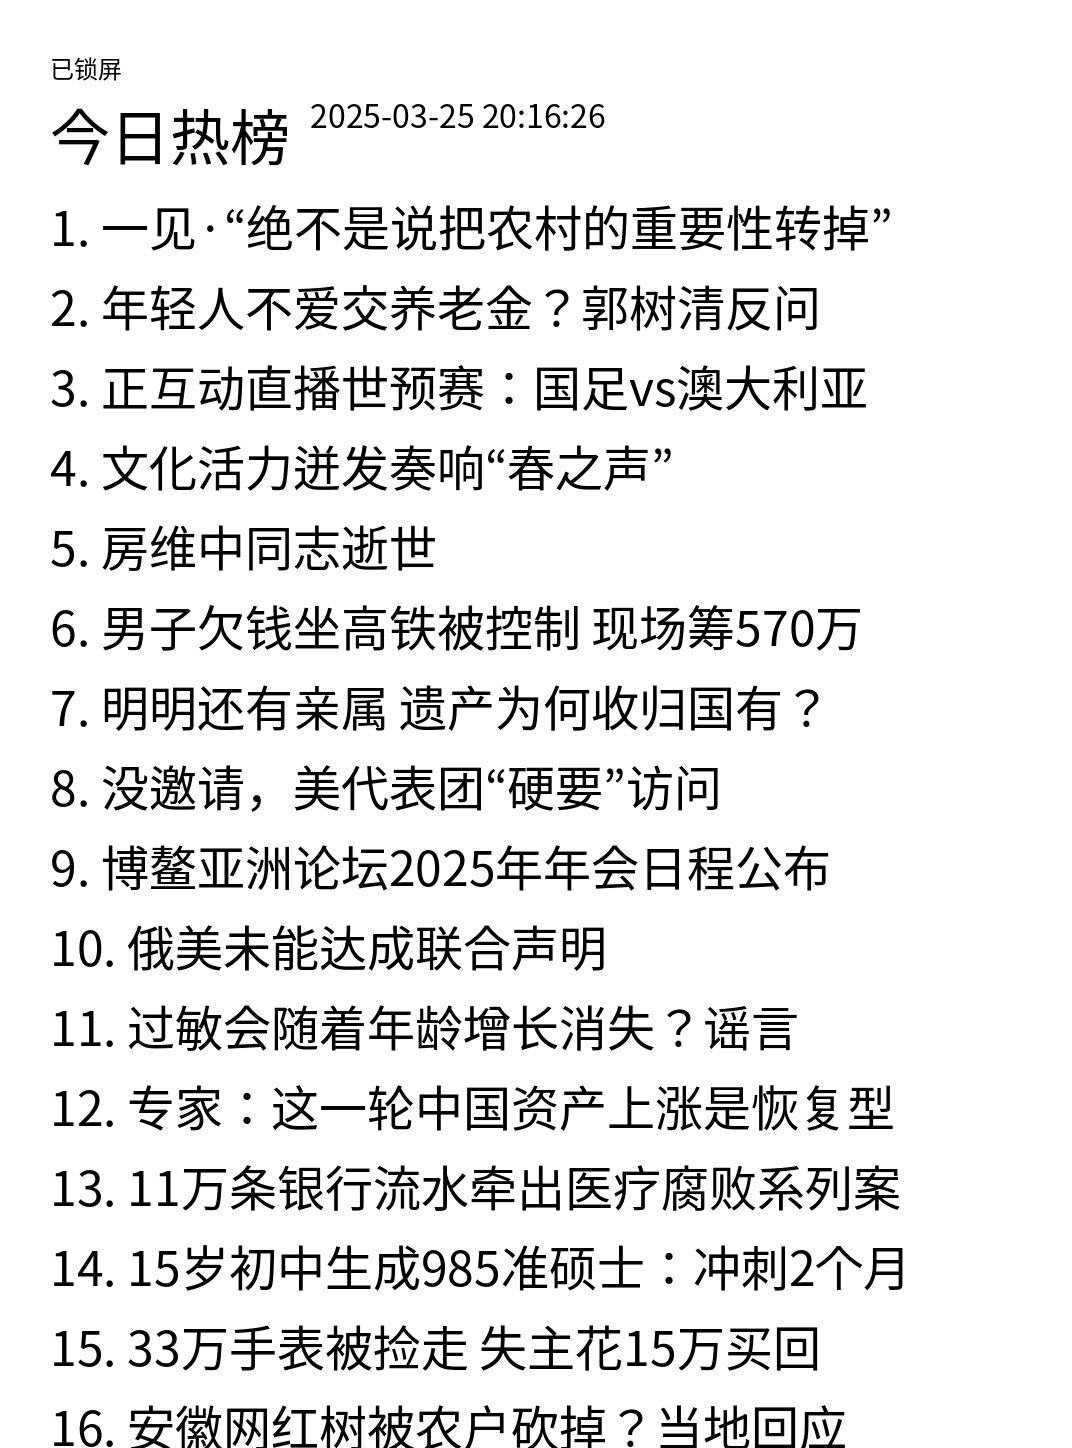 已锁屏
今日热榜 2025-03-25 20:16:26
1. 一见·“绝不是说把农村的重要性转掉”
2. 年轻人不爱交养老金？郭树清反问
3. 正互动直播世预赛：国足vs澳大利亚
4. 文化活力迸发奏响“春之声”
5. 房维中同志逝世
6. 男子欠钱坐高铁被控制 现场筹570万
7. 明明还有亲属 遗产为何收归国有？
8. 没邀请，美代表团“硬要”访问
9. 博鳌亚洲论坛2025年年会日程公布
10. 俄美未能达成联合声明
11. 过敏会随着年龄增长消失？谣言
12. 专家：这一轮中国资产上涨是恢复型
13. 11万条银行流水牵出医疗腐败系列案
14. 15岁初中生成985准硕士：冲刺2个月
15. 33万手表被捡走 失主花15万买回
16. 安徽网红树被农户砍掉？当地回应